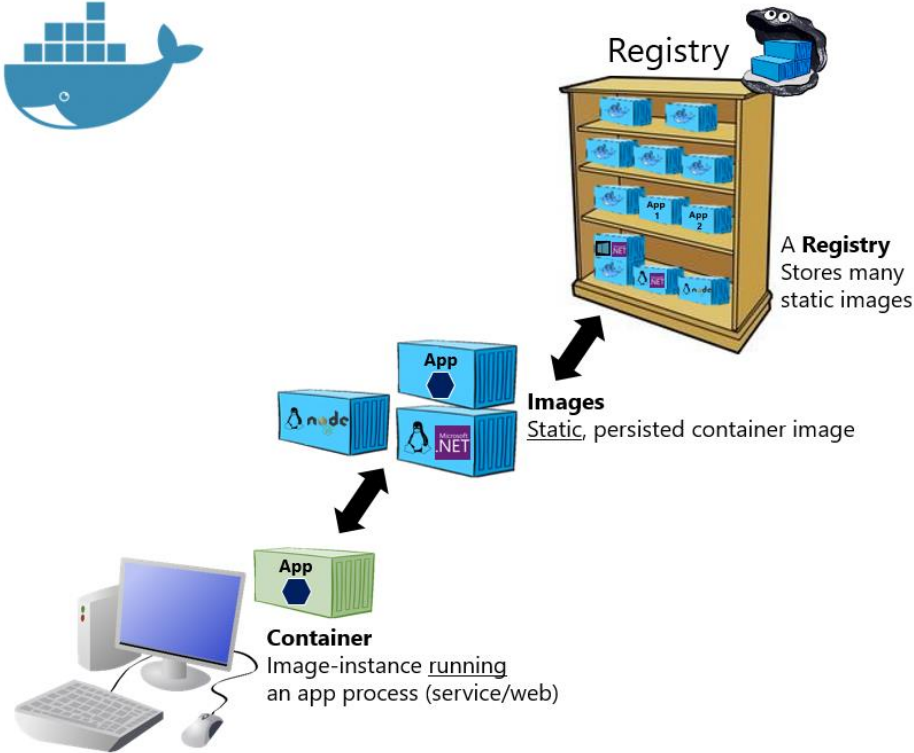 Registry
App
1
App
2
.NET
.NET
node
A Registry
Stores many
static images
App
node
Microsoft
.NET
Images
Static, persisted container image
App
Container
Image-instance running
an app process (service/web)